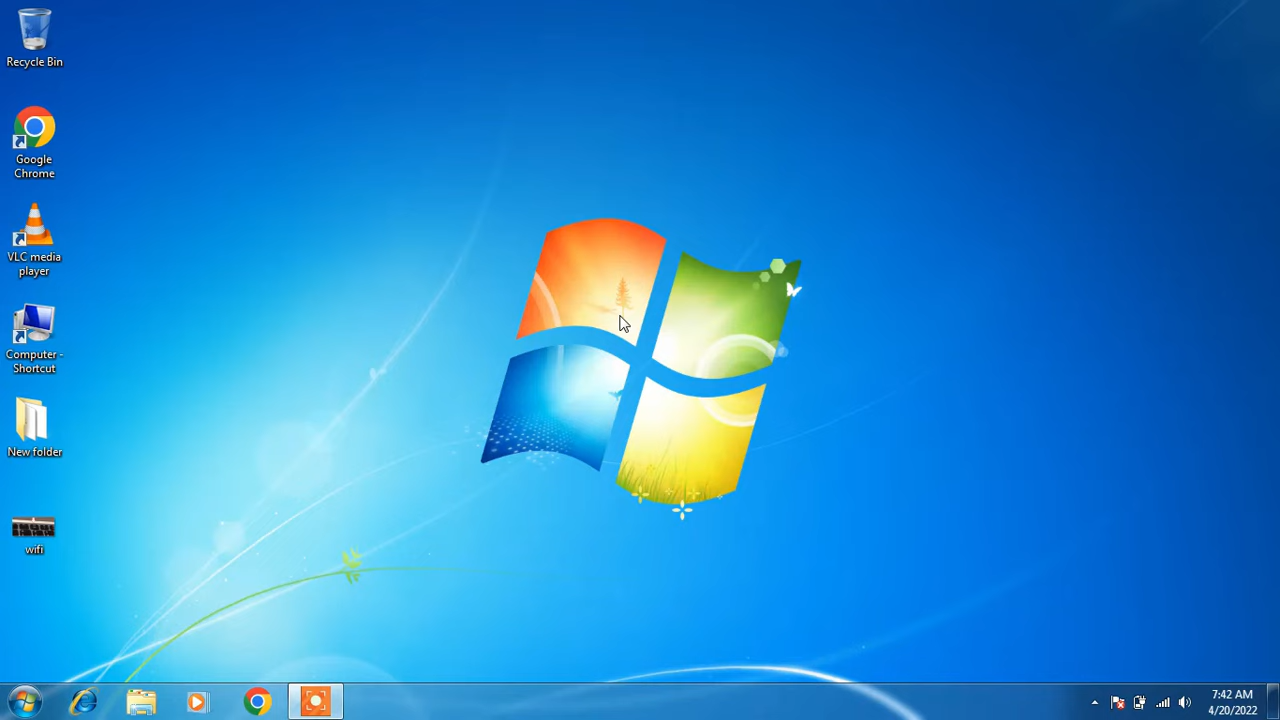 Recycle Bin
Google
Chrome
VLC media
player
Computer -
Shortcut
New folder
wifi
7:42 AM
4/20/2022